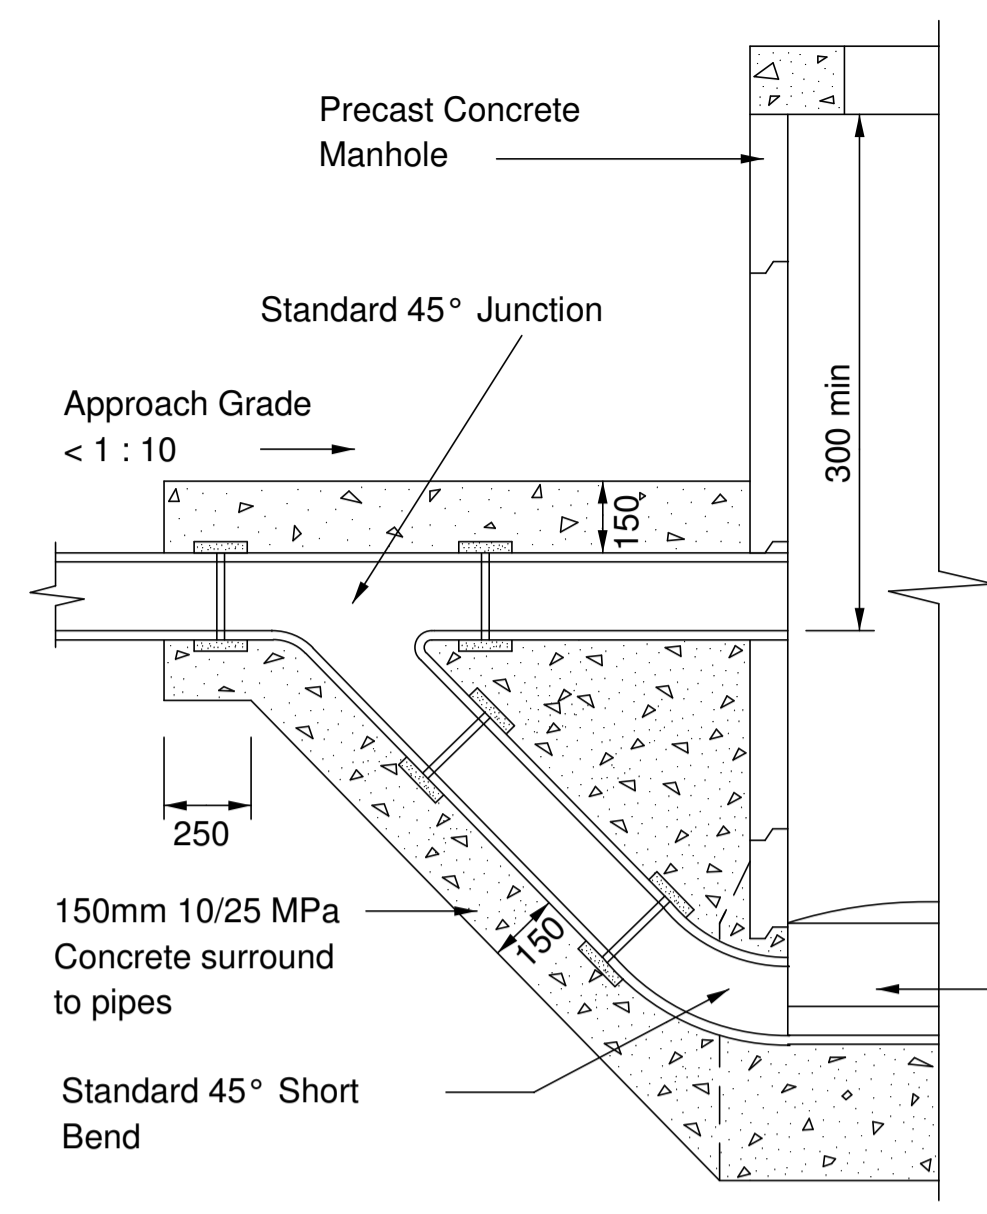 Precast Concrete
Manhole
Standard 45° Junction
Approach Grade
< 1 : 10
300 min
150
250
150mm 10/25 MPa
Concrete surround
to pipes
150
Standard 45° Short
Bend